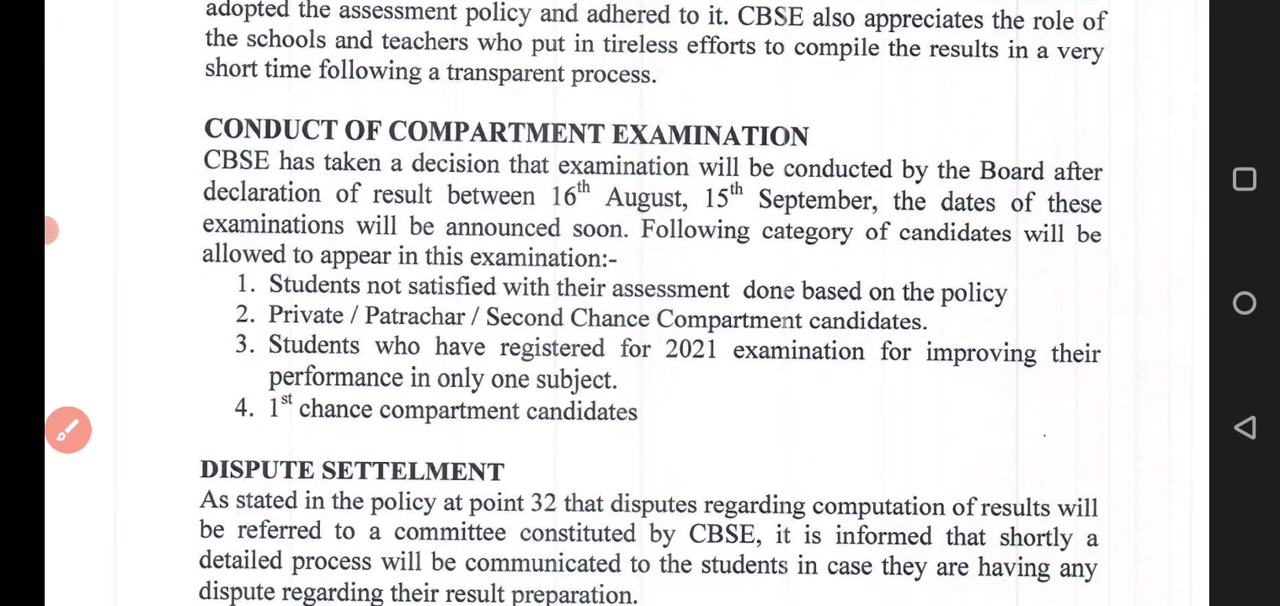 adopted the assessment policy and adhered to it. CBSE also appreciates the role of
the schools and teachers who put in tireless efforts to compile the results in a very
short time following a transparent process.
CONDUCT OF COMPARTMENT EXAMINATION
CBSE has taken a decision that examination will be conducted by the Board after
declaration of result between 16th August, 15th September, the dates of these
examinations will be announced soon. Following category of candidates will be
allowed to appear in this examination:-
1. Students not satisfied with their assessment done based on the policy
2. Private / Patrachar / Second Chance Compartment candidates.
3. Students who have registered for 2021 examination for improving their
performance in only one subject.
4. 1st chance compartment candidates
DISPUTE SETTELMENT
As stated in the policy at point 32 that disputes regarding computation of results will
be referred to a committee constituted by CBSE, it is informed that shortly a
detailed process will be communicated to the students in case they are having any
dispute regarding their result preparation.